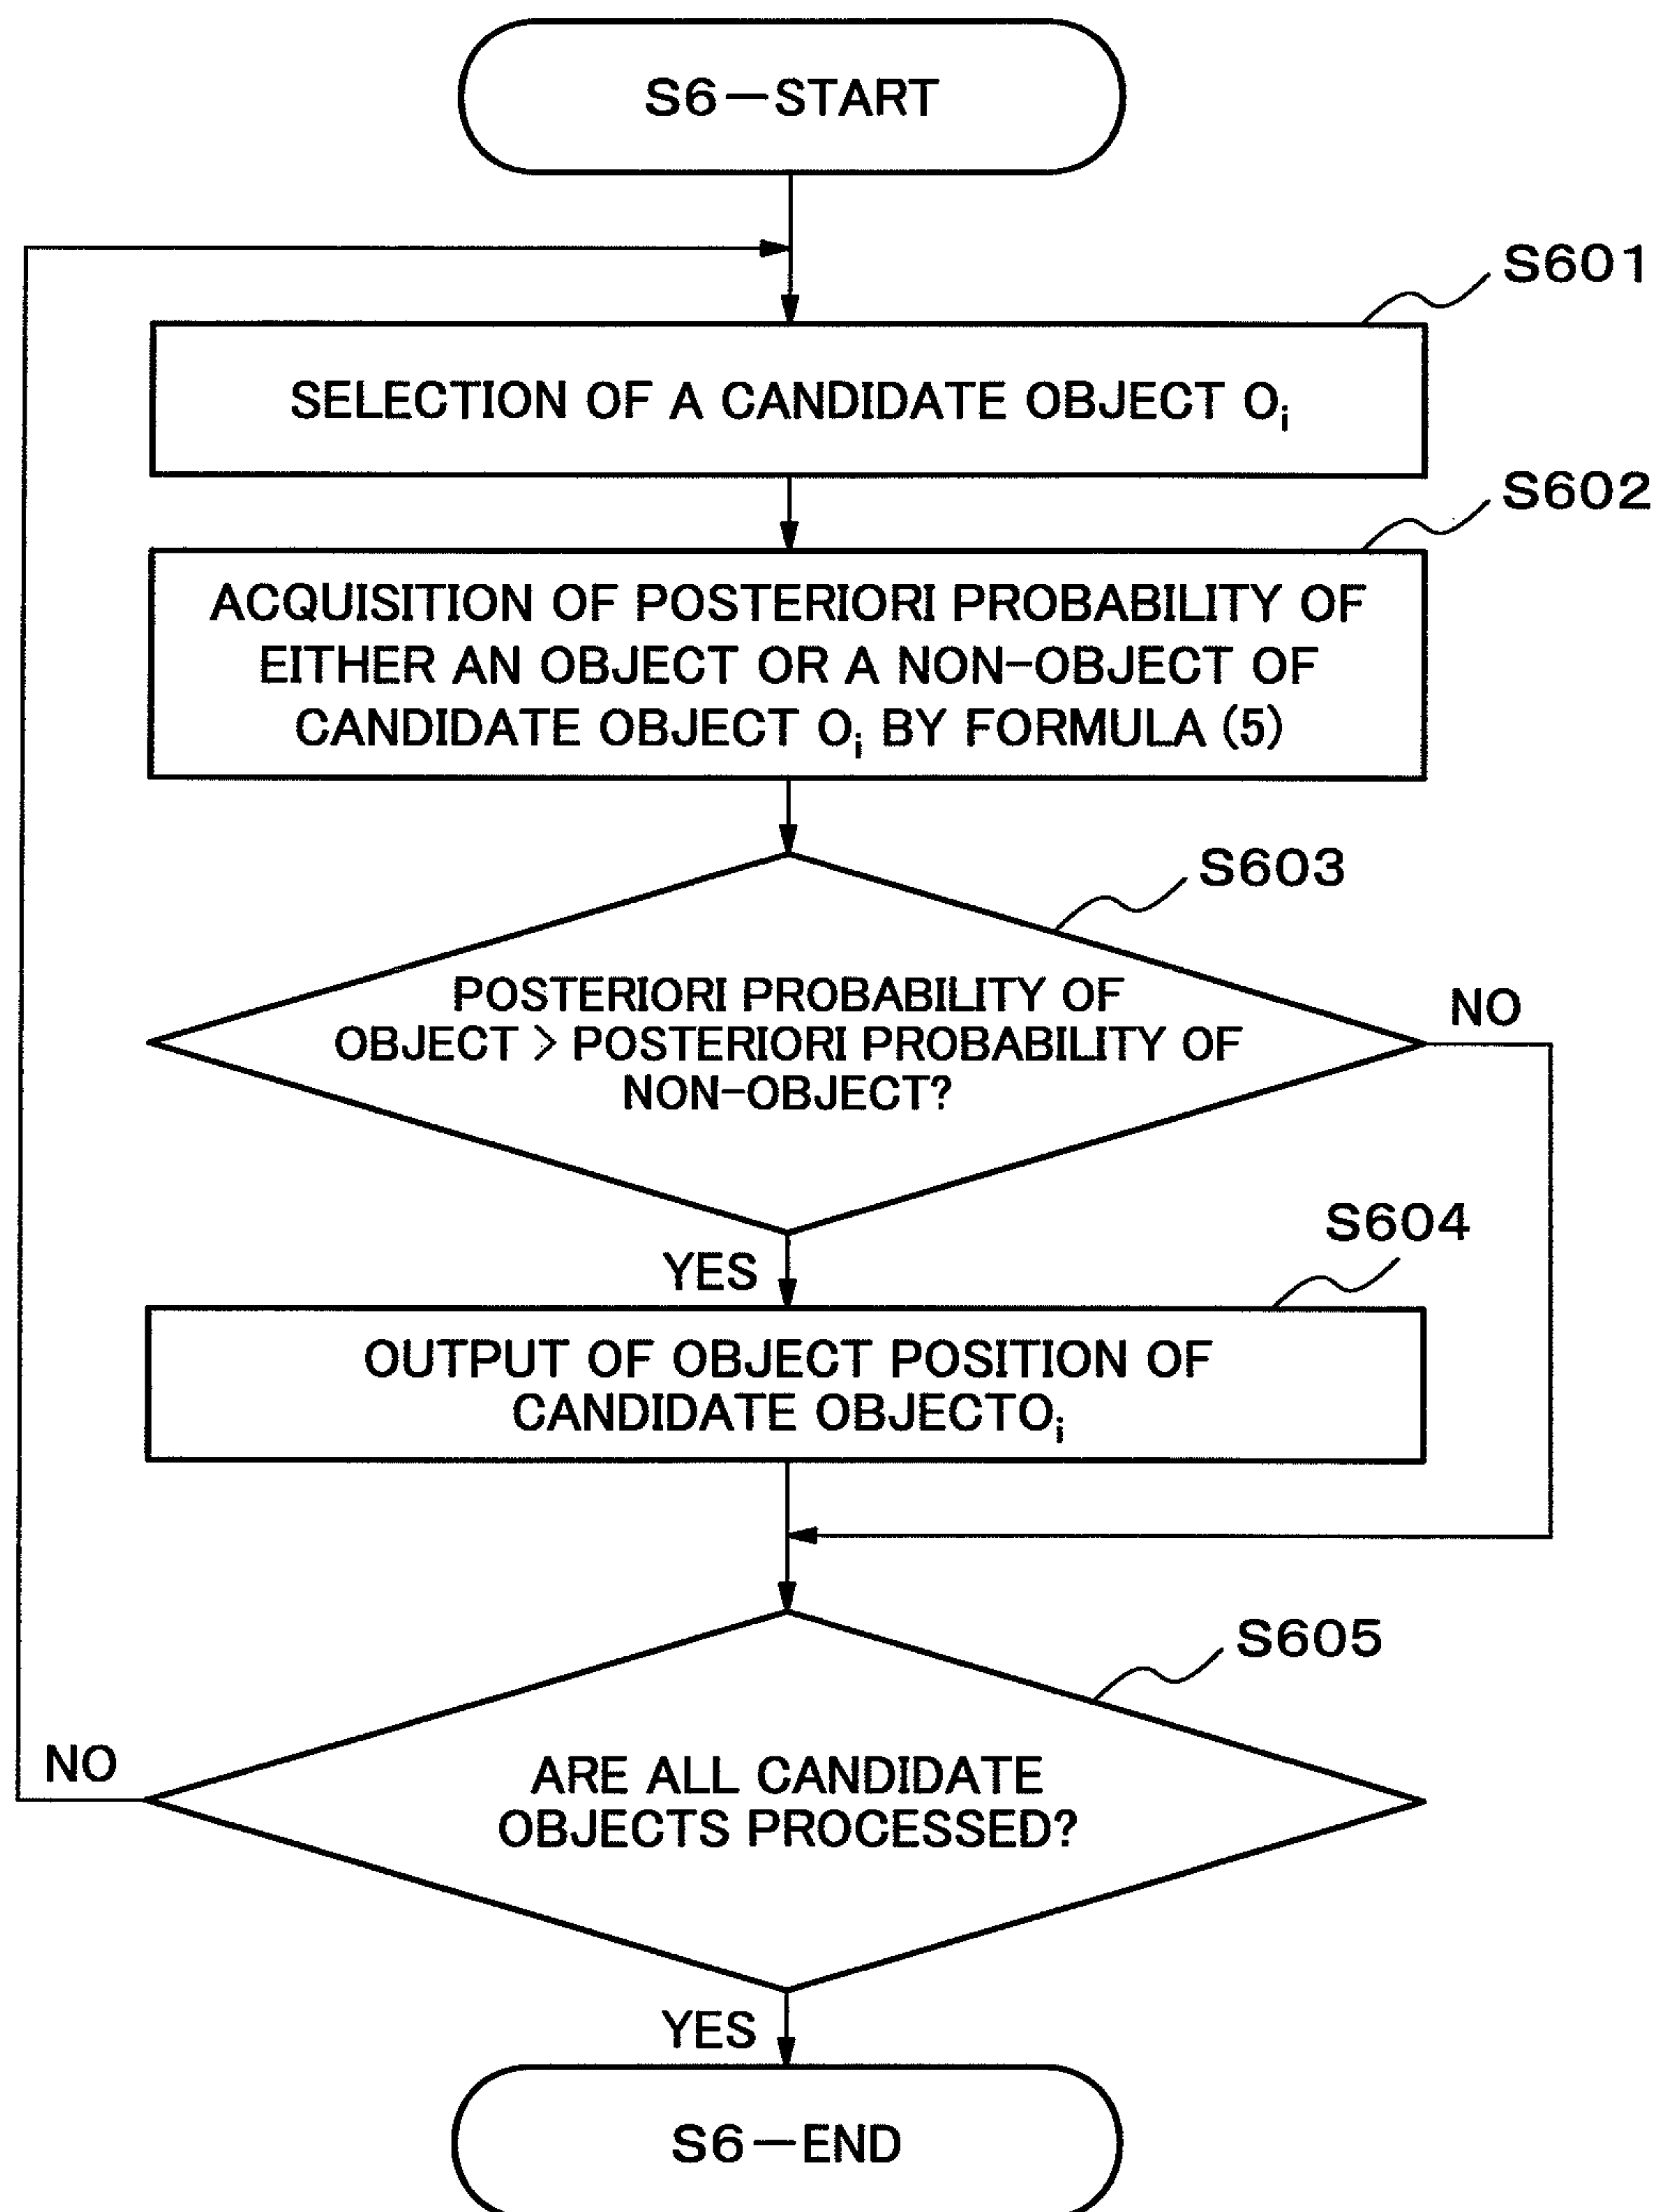 S6-START
S601
SELECTION OF A CANDIDATE OBJECT Oi
S602
ACQUISITION OF POSTERIORI PROBABILITY OF
EITHER AN OBJECT OR A NON-OBJECT OF
CANDIDATE OBJECT Oi BY FORMULA (5)
S603
POSTERIORI PROBABILITY OF
OBJECT > POSTERIORI PROBABILITY OF
NON-OBJECT?
NO
YES
S604
OUTPUT OF OBJECT POSITION OF
CANDIDATE OBJECTOi
S605
ARE ALL CANDIDATE
OBJECTS PROCESSED?
NO
YES
S6-END